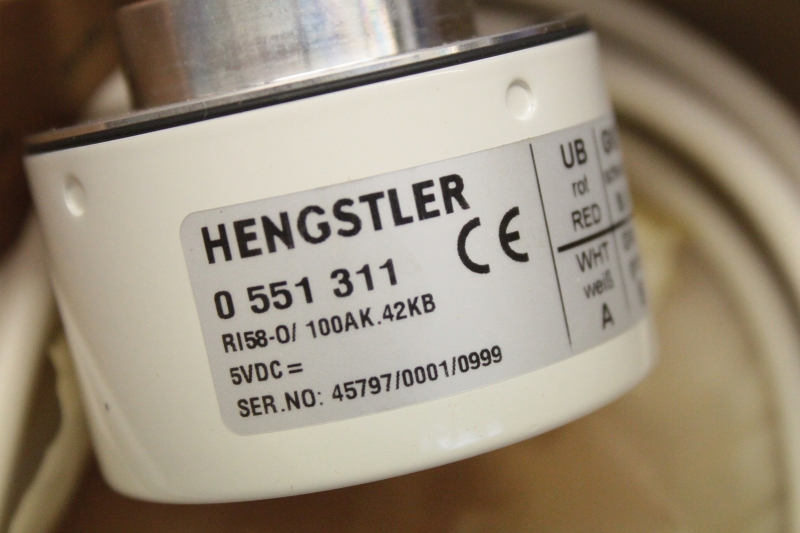 HENGSTLER
CE
0 551 311
RI58-O/ 100AK.42KB
5VDC =
SER.NO: 45797/0001/0999
UB
rot
RED
WHT
weiß
A